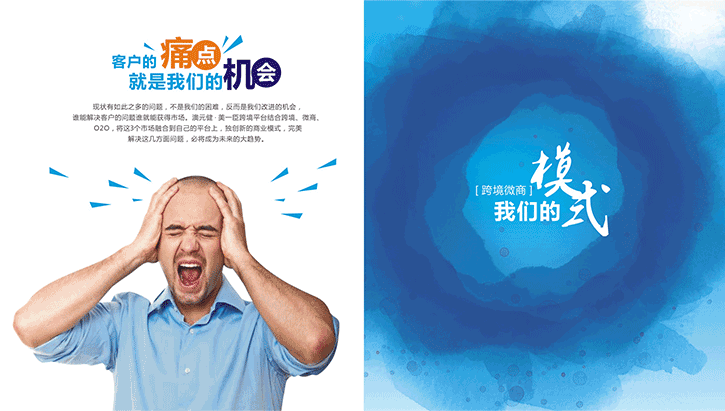 客户的痛点
就是我们的机会
现状有如此之多的问题，不是我们的困难，反而是我们改进的机会，
谁能解决客户的问题谁就能获得市场。澳元健·美一臣跨境平台结合跨境、微商、
O2O，将这3个市场融合到自己的平台上，独创新的商业模式，完美
解决这几方面问题，必将成为未来的大趋势。
[ 跨境微商 ]
我们的模式